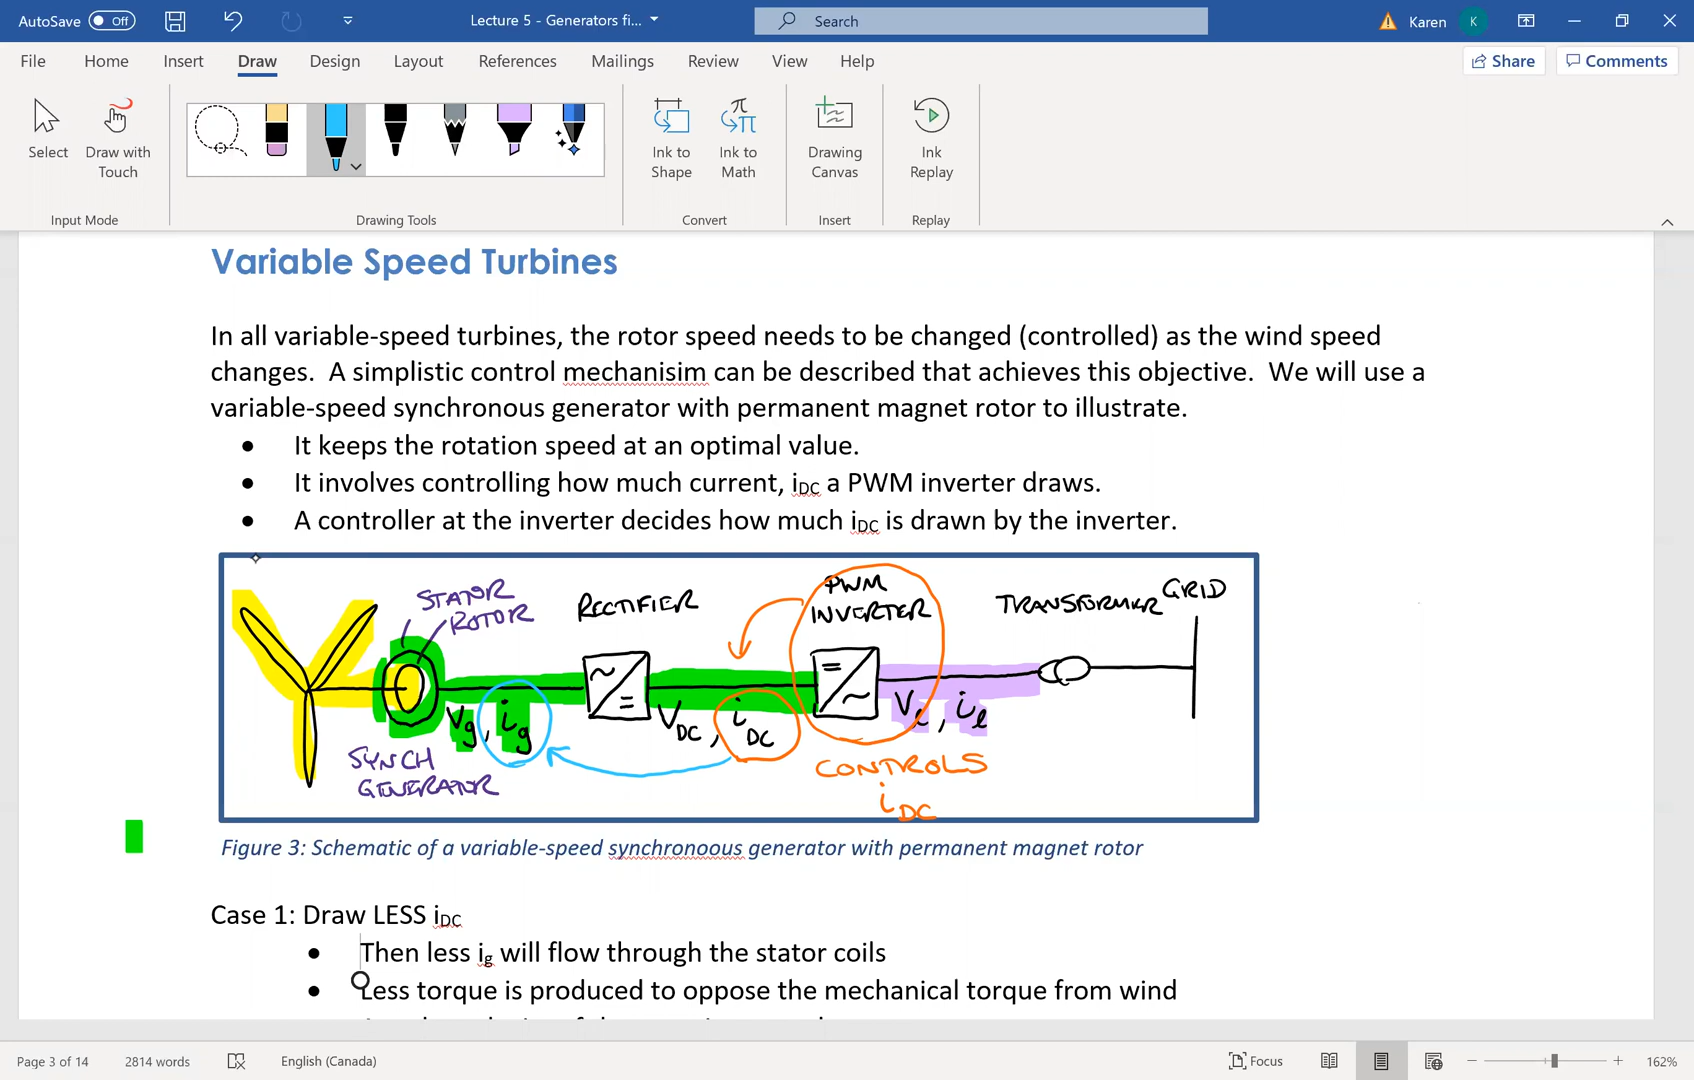 AutoSave Off Lecture 5 - Generators fi... Search Karen K
File Home Insert Draw Design Layout References Mailings Review View Help Share Comments
Select
Draw with
Touch
Input Mode
Drawing Tools
Ink to
Shape
Ink to
Math
Convert
Drawing
Canvas
Insert
Ink
Replay
Replay
Variable Speed Turbines
In all variable-speed turbines, the rotor speed needs to be changed (controlled) as the wind speed
changes. A simplistic control mechanisim can be described that achieves this objective. We will use a
variable-speed synchronous generator with permanent magnet rotor to illustrate.
• It keeps the rotation speed at an optimal value.
• It involves controlling how much current, iDC a PWM inverter draws.
• A controller at the inverter decides how much iDC is drawn by the inverter.
STATOR
ROTOR
RECTIFIER
PWM
INVERTER
TRANSFORMER
GRID
Vg, ig
VDC, iDC
Vl, il
SYNCH
GENERATOR
CONTROLS
iDC
Figure 3: Schematic of a variable-speed synchronoous generator with permanent magnet rotor
Case 1: Draw LESS iDC
• Then less ig will flow through the stator coils
• Less torque is produced to oppose the mechanical torque from wind
Page 3 of 14 2814 words English (Canada) Focus 162%